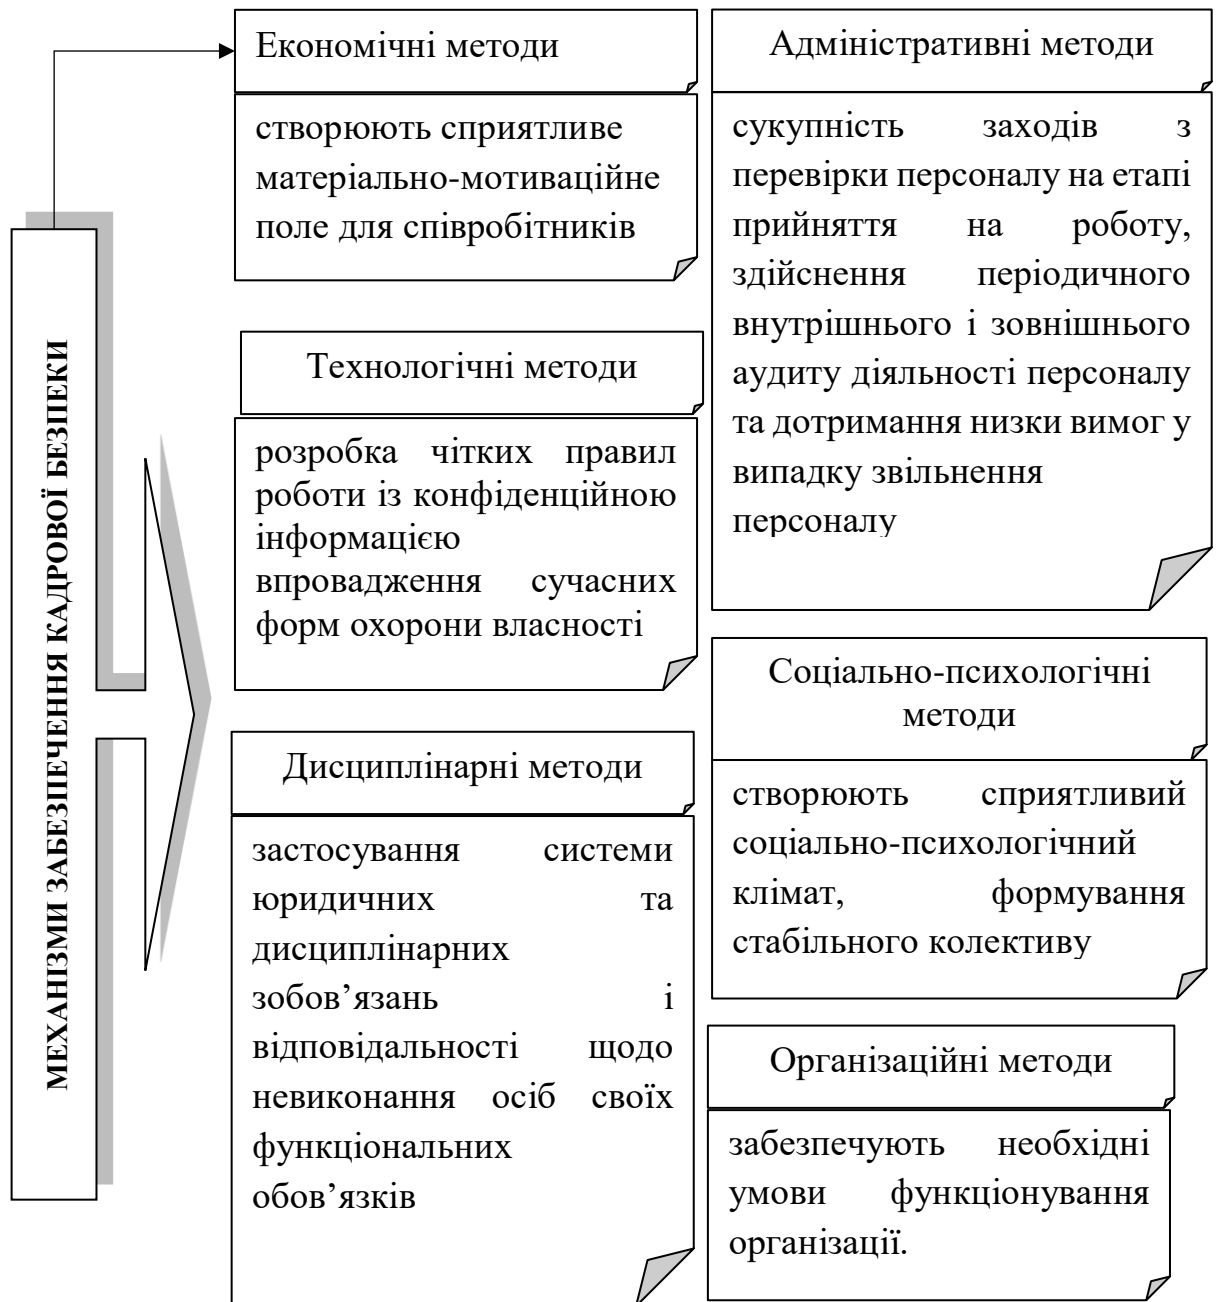 МЕХАНІЗМИ ЗАБЕЗПЕЧЕННЯ КАДРОВОЇ БЕЗПЕКИ
Економічні методи
створюють сприятливе
матеріально-мотиваційне
поле для співробітників
Технологічні методи
розробка чітких правил
роботи із конфіденційною
інформацією
впровадження сучасних
форм охорони власності
Дисциплінарні методи
застосування системи
юридичних та
дисциплінарних
зобов’язань і
відповідальності щодо
невиконання осіб своїх
функціональних
обов’язків
Адміністративні методи
сукупність заходів з
перевірки персоналу на етапі
прийняття на роботу,
здійснення періодичного
внутрішнього і зовнішнього
аудиту діяльності персоналу
та дотримання низки вимог у
випадку звільнення
персоналу
Соціально-психологічні
методи
створюють сприятливий
соціально-психологічний
клімат, формування
стабільного колективу
Організаційні методи
забезпечують необхідні
умови функціонування
організації.